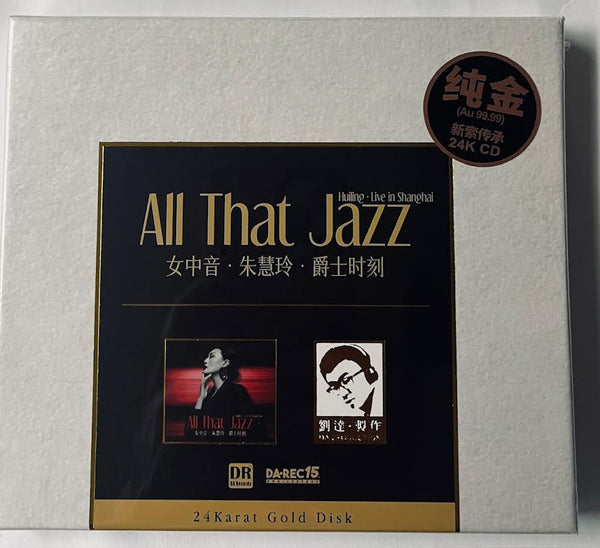 纯金
(Au 99.99)
新索传承
24K CD
Huiling · Live in Shanghai
All That Jazz
女中音 · 朱慧玲 · 爵士时刻
All That Jazz
女中音 · 朱慧玲 · 爵士时刻
劉達 · 製作
DR
DA·REC15
ANNIVERSARY
24Karat Gold Disk